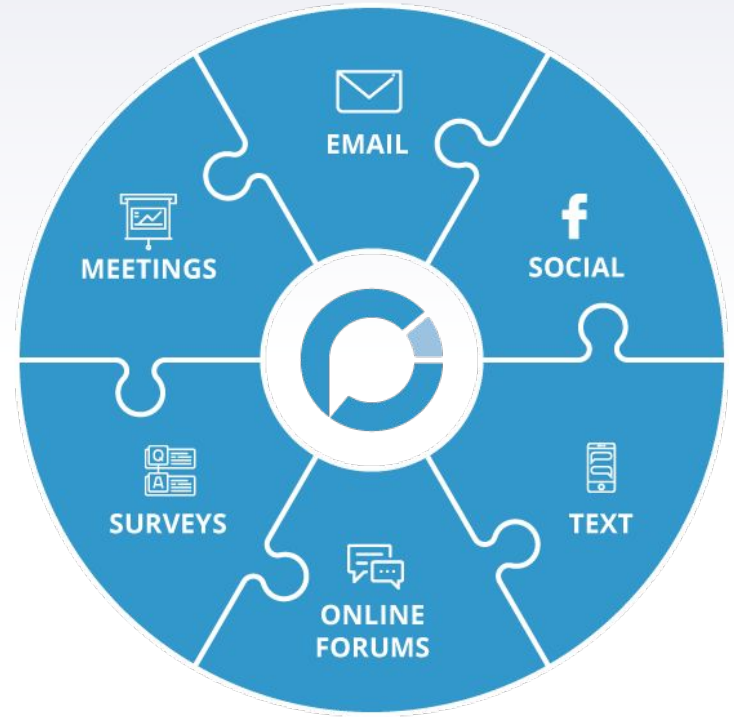 EMAIL
SOCIAL
TEXT
ONLINE
FORUMS
SURVEYS
MEETINGS
Q
A